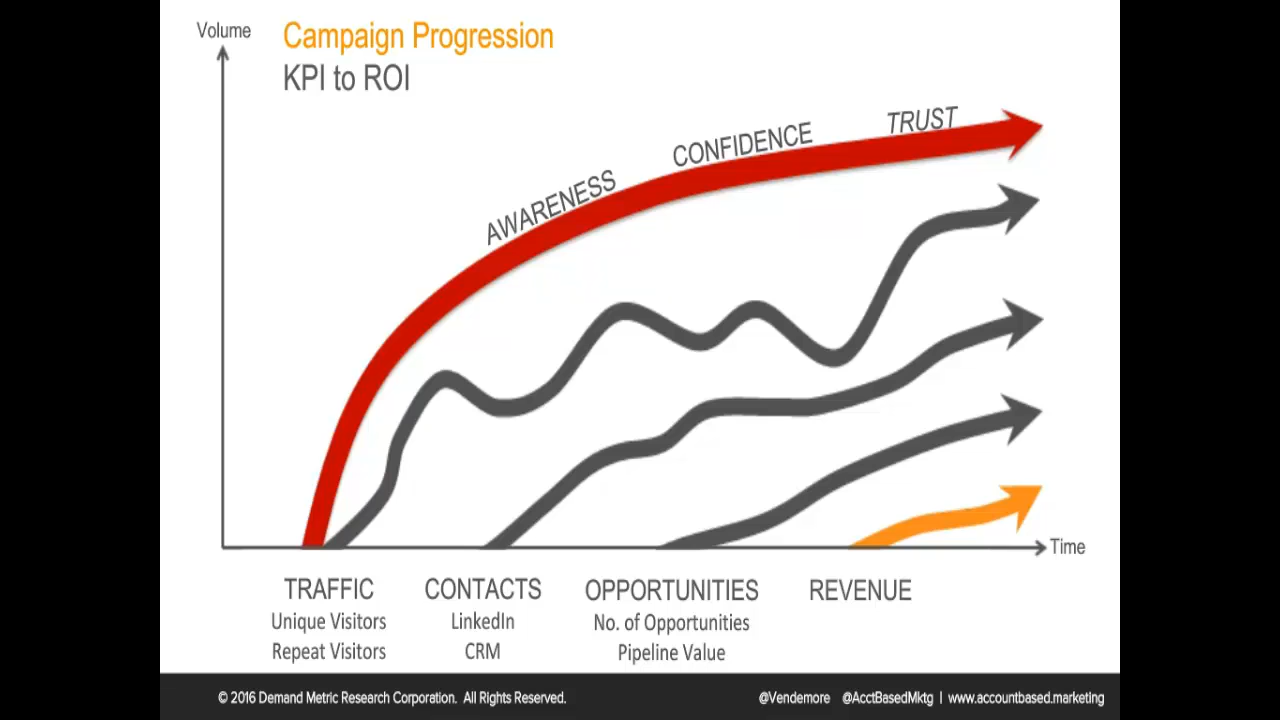 Volume
Campaign Progression
KPI to ROI
AWARENESS
CONFIDENCE
TRUST
Time
TRAFFIC
Unique Visitors
Repeat Visitors
CONTACTS
LinkedIn
CRM
OPPORTUNITIES
No. of Opportunities
Pipeline Value
REVENUE
© 2016 Demand Metric Research Corporation. All Rights Reserved.
@Vendemore @AcctBasedMktg | www.accountbased.marketing